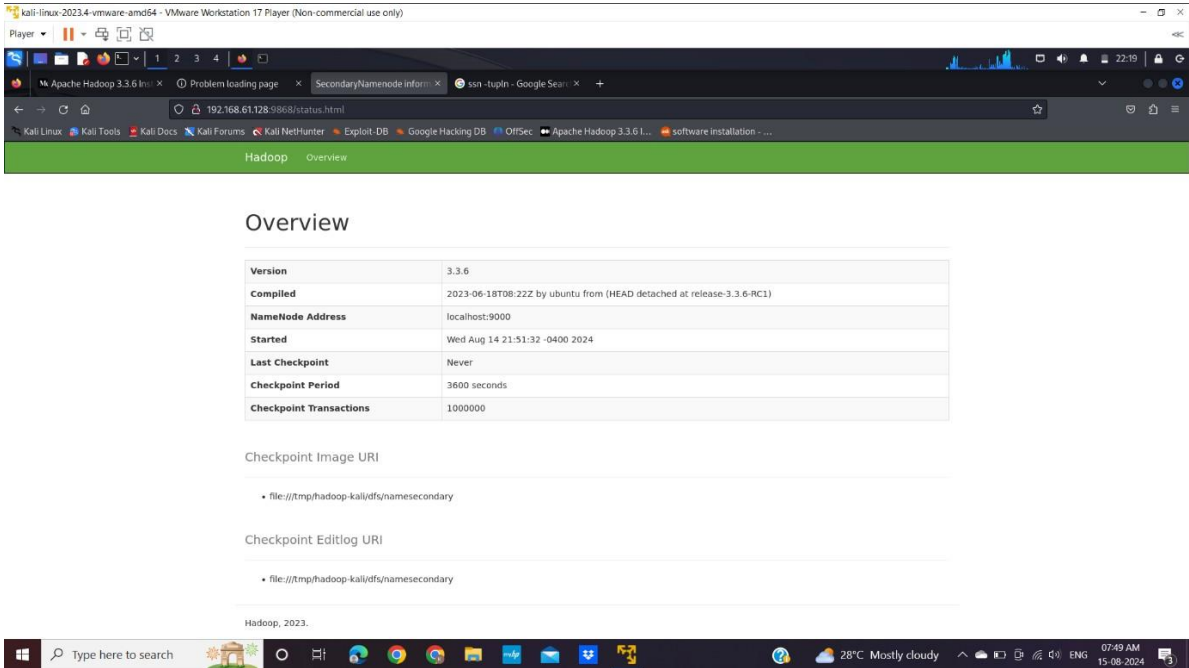 kali-linux-2023.4-vmware-amd64 - VMware Workstation 17 Player (Non-commercial use only)
Player
1 2 3 4
22:19
Apache Hadoop 3.3.6 Ins
Problem loading page
SecondaryNamenode inform
ssn -tupln - Google Searc
192.168.61.128:9868/status.html
Kali Linux Kali Tools Kali Docs Kali Forums Kali NetHunter Exploit-DB Google Hacking DB OffSec Apache Hadoop 3.3.6 I... software installation - ...
Hadoop Overview
Overview
Version 3.3.6
Compiled 2023-06-18T08:22Z by ubuntu from (HEAD detached at release-3.3.6-RC1)
NameNode Address localhost:9000
Started Wed Aug 14 21:51:32 -0400 2024
Last Checkpoint Never
Checkpoint Period 3600 seconds
Checkpoint Transactions 1000000
Checkpoint Image URI
• file:///tmp/hadoop-kali/dfs/namesecondary
Checkpoint Editlog URI
• file:///tmp/hadoop-kali/dfs/namesecondary
Hadoop, 2023.
Type here to search
28°C Mostly cloudy
ENG
07:49 AM
15-08-2024